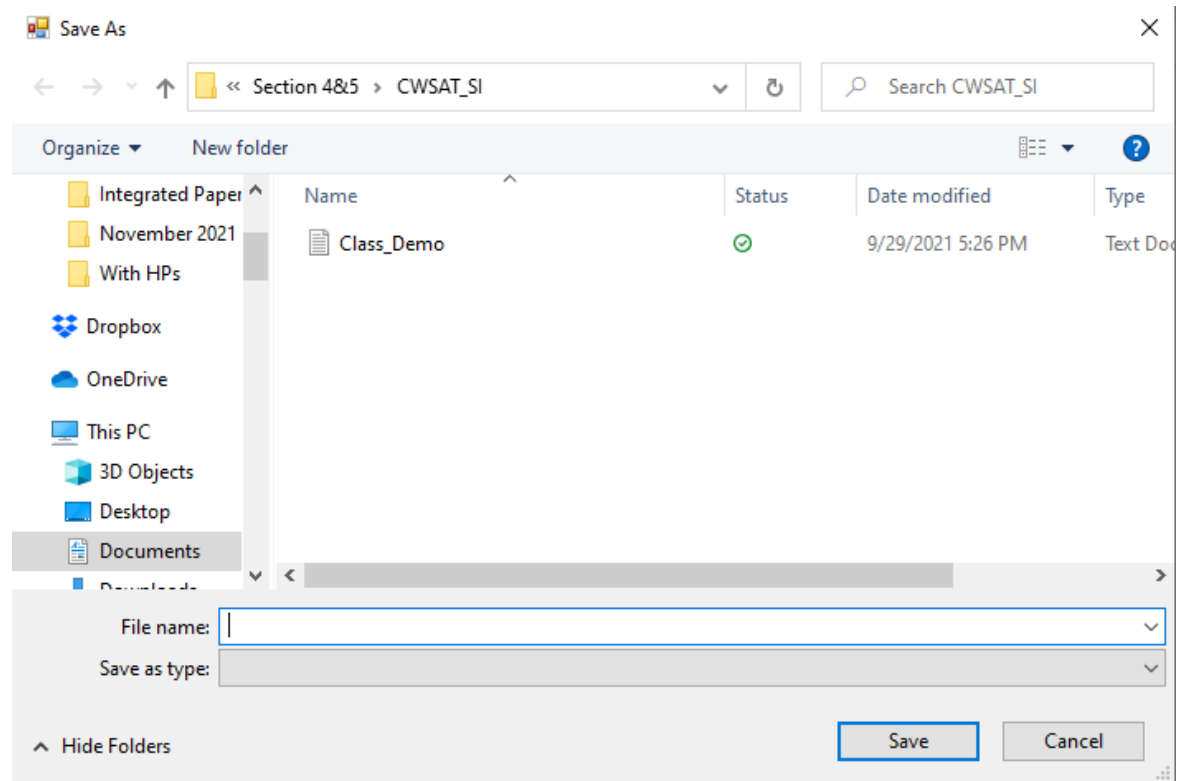 Save As
« Section 4&5 › CWSAT_SI
Search CWSAT_SI
Organize
New folder
Name
Status
Date modified
Type
Integrated Paper
November 2021
With HPs
Dropbox
OneDrive
This PC
3D Objects
Desktop
Documents
Class_Demo
9/29/2021 5:26 PM
Text Doc
File name:
Save as type:
Hide Folders
Save
Cancel